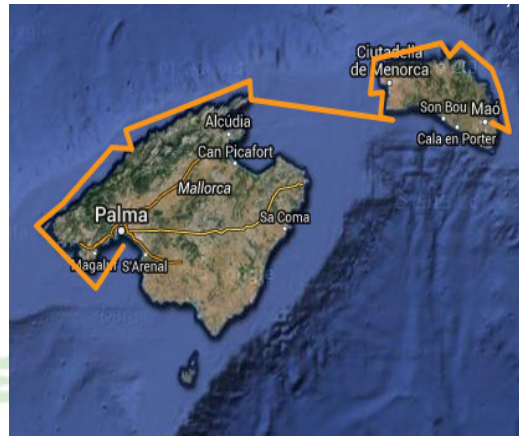 Ciutadella
de Menorca
Son Bou
Maó
Cala en Porter
Alcúdia
Can Picafort
Mallorca
Palma
Sa Coma
Magaluf
S'Arenal